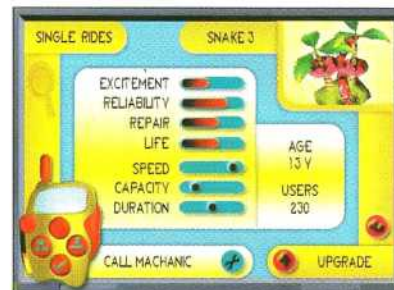 SINGLE RIDES
SNAKE 3
EXCITEMENT
RELIABILITY
REPAIR
LIFE
SPEED
CAPACITY
DURATION
AGE
13 Y
USERS
230
CALL MACHANIC
UPGRADE